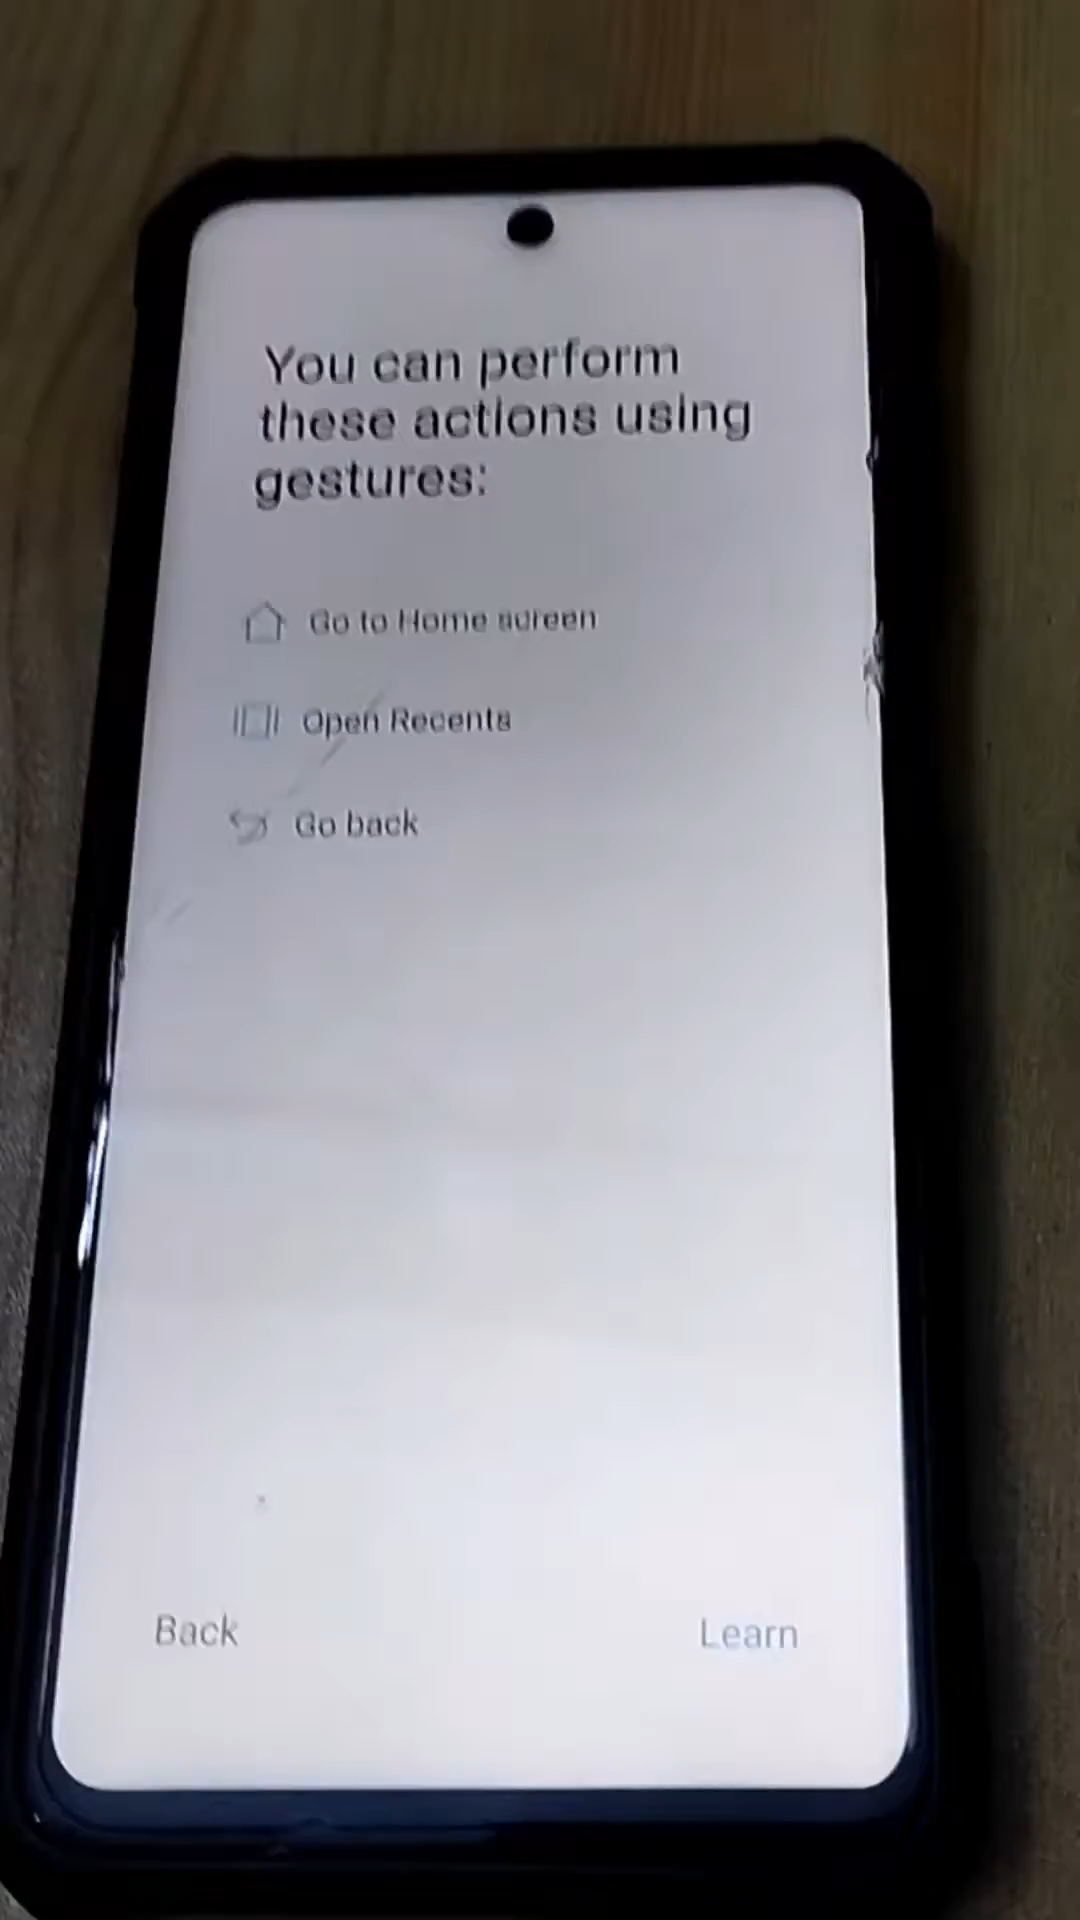 You can perform
these actions using
gestures:
Go to Home screen
Open Recents
Go back
Back
Learn